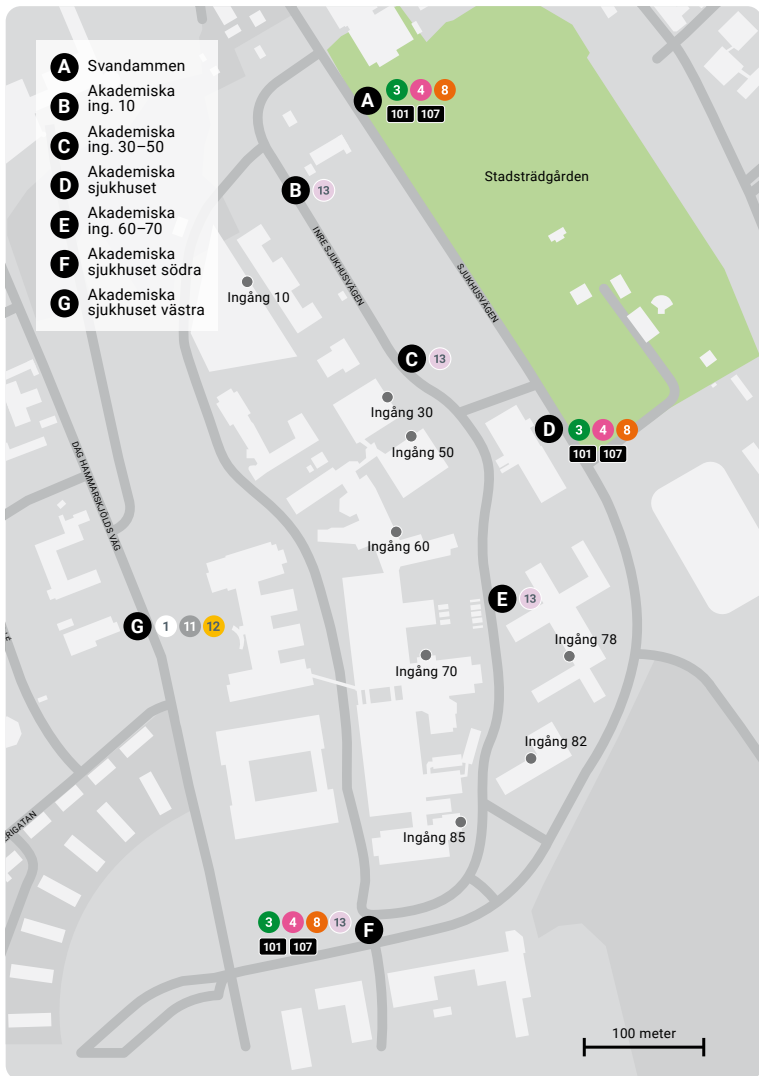 A Svandammen
B Akademiska
ing. 10
C Akademiska
ing. 30–50
D Akademiska
sjukhuset
E Akademiska
ing. 60–70
F Akademiska
sjukhuset södra
G Akademiska
sjukhuset västra
A 3 4 8
101 107
Stadsträdgården
B 13
INRE SJUKHUSVÄGEN
SJUKHUSVÄGEN
Ingång 10
C 13
Ingång 30
D 3 4 8
101 107
Ingång 50
DAG HAMMARSKJÖLDS VÄG
Ingång 60
E 13
G 1 11 12
Ingång 78
Ingång 70
Ingång 82
ERIGATAN
Ingång 85
3 4 8 13 F
101 107
100 meter